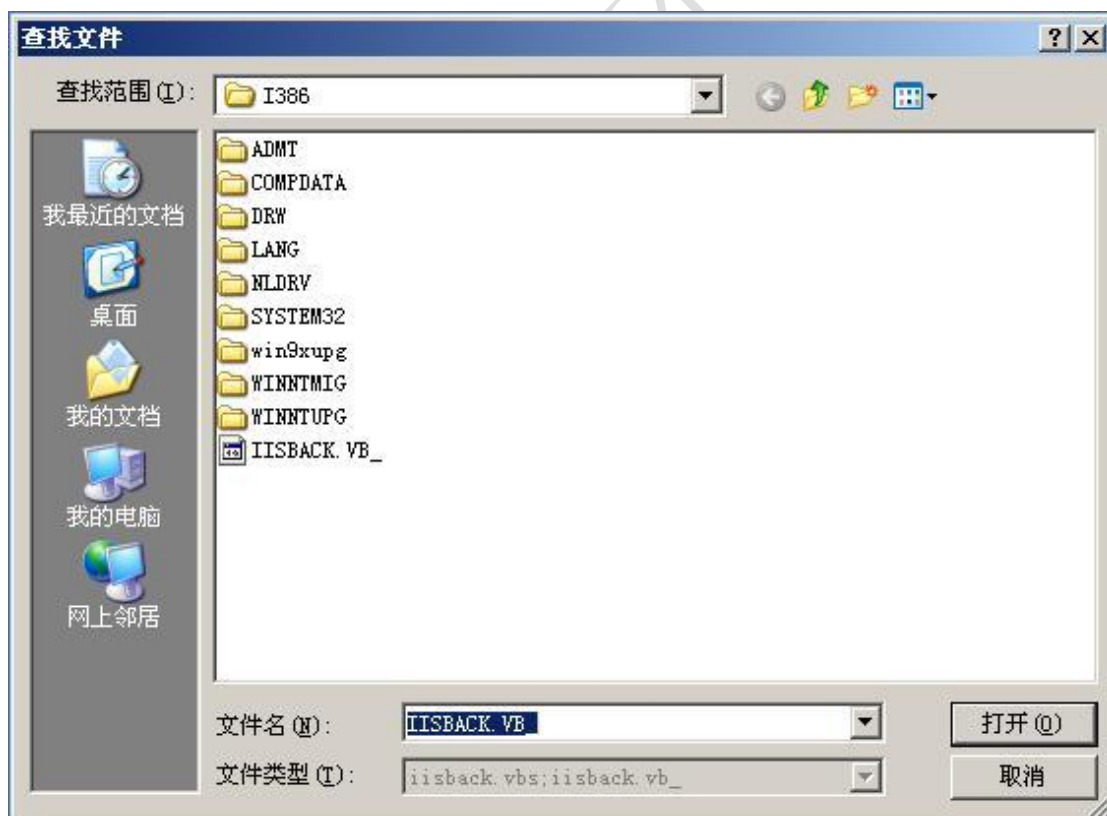 查找文件
查找范围(I): I386
我最近的文档
桌面
我的文档
我的电脑
网上邻居
ADMT
COMPDATA
DRW
LANG
NLDRV
SYSTEM32
win9xupg
WINNTMIG
WINNTUPG
IISBACK.VB_
文件名(N): IISBACK.VB_ 打开(O)
文件类型(T): iisback.vbs;iisback.vb_ 取消